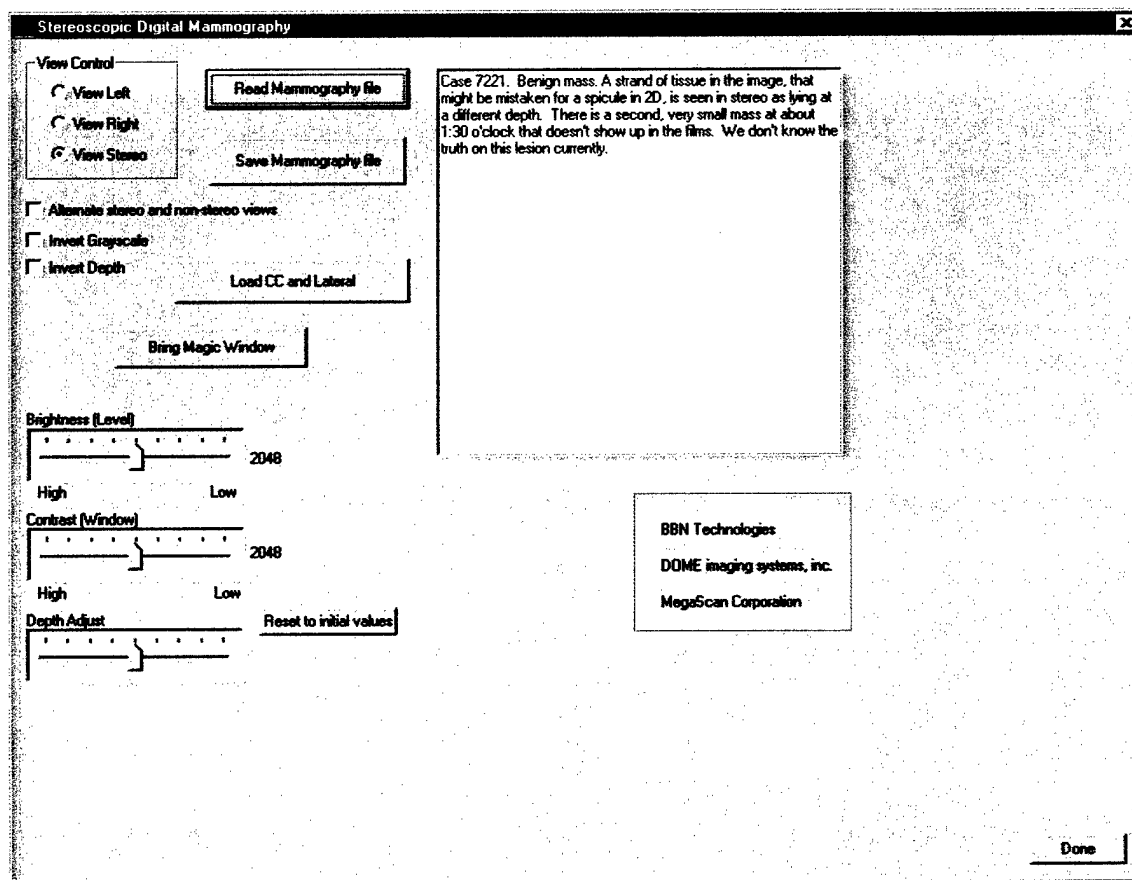 Stereoscopic Digital Mammography
View Control
View Left
View Right
View Stereo
Read Mammography file
Save Mammography file
Case 7221. Benign mass. A strand of tissue in the image, that
might be mistaken for a spicule in 2D, is seen in stereo as lying at
a different depth. There is a second, very small mass at about
1:30 o'clock that doesn't show up in the films. We don't know the
truth on this lesion currently.
Alternate stereo and non-stereo views
Invert Grayscale
Invert Depth
Load CC and Lateral
Bring Magic Window
Brightness (Level)
2048
High Low
Contrast (Window)
2048
High Low
Depth Adjust
Reset to initial values
BBN Technologies
DOME imaging systems, inc.
MegaScan Corporation
Done